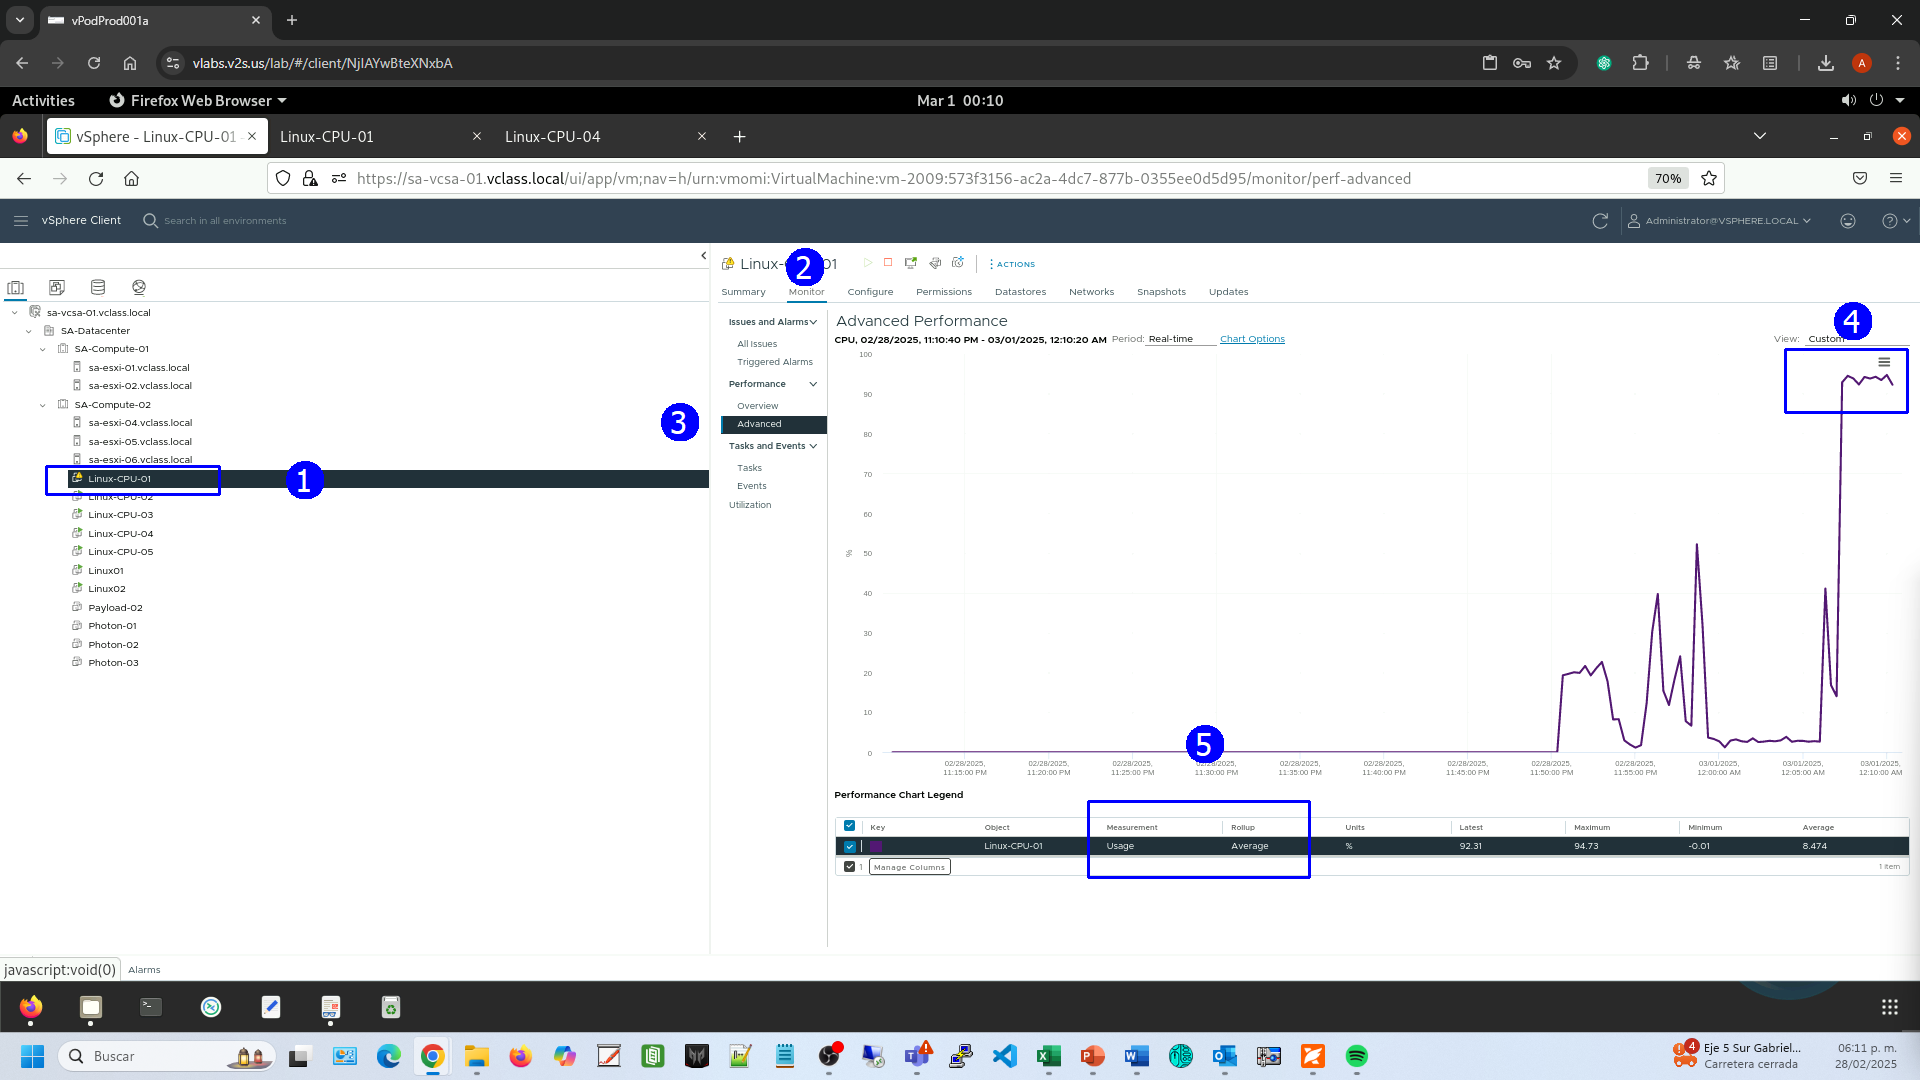 vPodProd001a
vlabs.v2s.us/lab/#/client/NjlAYwBteXNxbA
A
Activities
Firefox Web Browser
Mar 1 00:10
vSphere - Linux-CPU-01
Linux-CPU-01
Linux-CPU-04
https://sa-vcsa-01.vclass.local/ui/app/vm;nav=h/urn:vmomi:VirtualMachine:vm-2009:573f3156-ac2a-4dc7-877b-0355ee0d5d95/monitor/perf-advanced
70%
vSphere Client
Search in all environments
Administrator@VSPHERE.LOCAL
sa-vcsa-01.vclass.local
SA-Datacenter
SA-Compute-01
sa-esxi-01.vclass.local
sa-esxi-02.vclass.local
SA-Compute-02
sa-esxi-04.vclass.local
sa-esxi-05.vclass.local
sa-esxi-06.vclass.local
Linux-CPU-01
1
Linux-CPU-02
Linux-CPU-03
Linux-CPU-04
Linux-CPU-05
Linux01
Linux02
Payload-02
Photon-01
Photon-02
Photon-03
Linux- 2 01
ACTIONS
Summary Monitor Configure Permissions Datastores Networks Snapshots Updates
Issues and Alarms
All Issues
Triggered Alarms
Performance
Overview
3
Advanced
Tasks and Events
Tasks
Events
Utilization
Advanced Performance
4
CPU, 02/28/2025, 11:10:40 PM - 03/01/2025, 12:10:20 AM Period: Real-time Chart Options View: Custom
100
90
80
70
60
50
%
40
30
20
10
0
5
02/28/2025, 02/28/2025, 02/28/2025, 02/28/2025, 02/28/2025, 02/28/2025, 02/28/2025, 02/28/2025, 02/28/2025, 03/01/2025, 03/01/2025, 03/01/2025,
11:15:00 PM 11:20:00 PM 11:25:00 PM 11:30:00 PM 11:35:00 PM 11:40:00 PM 11:45:00 PM 11:50:00 PM 11:55:00 PM 12:00:00 AM 12:05:00 AM 12:10:00 AM
Performance Chart Legend
Key Object Measurement Rollup Units Latest Maximum Minimum Average
Linux-CPU-01 Usage Average % 92.31 94.73 -0.01 8.474
1 Manage Columns 1 item
javascript:void(0) Alarms
Buscar
4 Eje 5 Sur Gabriel...
Carretera cerrada
06:11 p. m.
28/02/2025